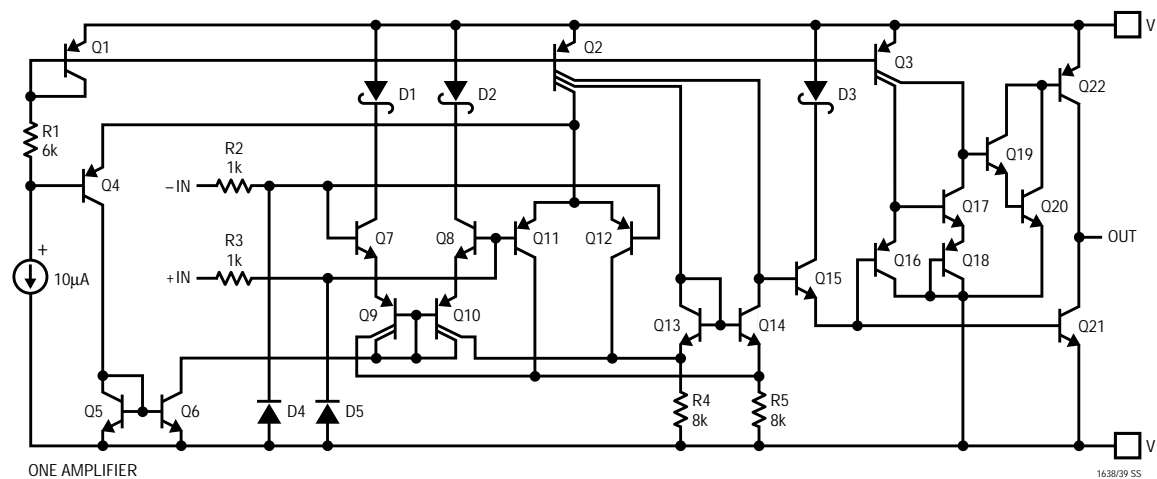 V
Q1
Q2
Q3
Q22
D1
D2
D3
R1
6k
R2
1k
Q4
Q19
–IN
Q17
Q20
Q7
Q8
Q11
Q12
OUT
R3
1k
+
10µA
+IN
Q15
Q16
Q18
Q9
Q10
Q13
Q14
Q21
Q5
Q6
D4
D5
R4
8k
R5
8k
V
ONE AMPLIFIER
1638/39 SS